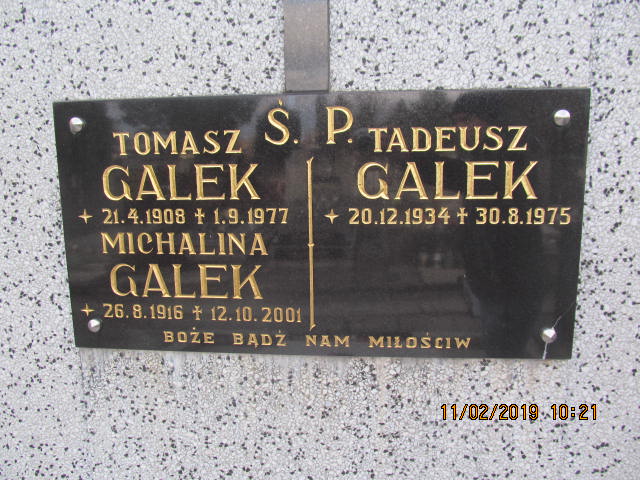 Ś. P.
TOMASZ
GALEK
✦ 21.4.1908 ✝ 1.9.1977
MICHALINA
GALEK
✦ 26.8.1916 ✝ 12.10.2001
TADEUSZ
GALEK
✦ 20.12.1934 ✝ 30.8.1975
BOŻE BĄDŹ NAM MIŁOŚCIW
11/02/2019 10:21